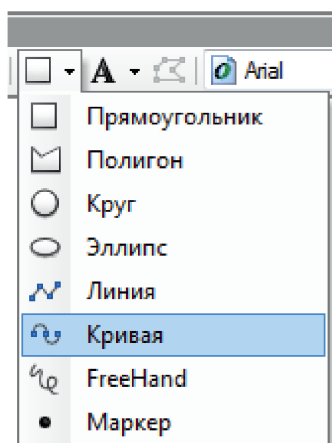 A Arial
Прямоугольник
Полигон
Круг
Эллипс
Линия
Кривая
FreeHand
Маркер